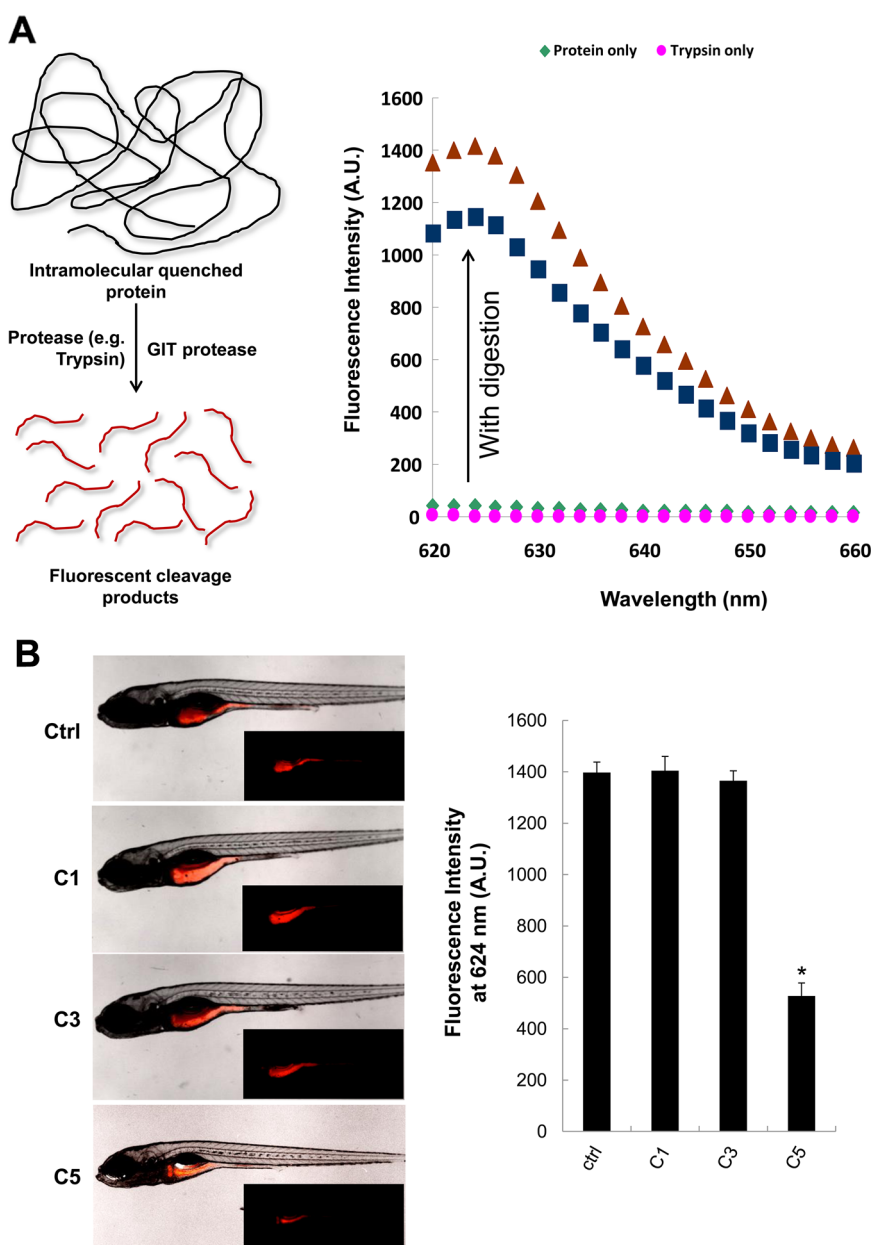 A
Intramolecular quenched
protein
Protease (e.g.
Trypsin)
GIT protease
Fluorescent cleavage
products
Protein only
Trypsin only
Fluorescence Intensity (A.U.)
1600
1400
1200
1000
800
600
400
200
0
With digestion
620
630
640
650
660
Wavelength (nm)
B
Ctrl
C1
C3
C5
Fluorescence Intensity
at 624 nm (A.U.)
1600
1400
1200
1000
800
600
400
200
0
*
ctrl
C1
C3
C5